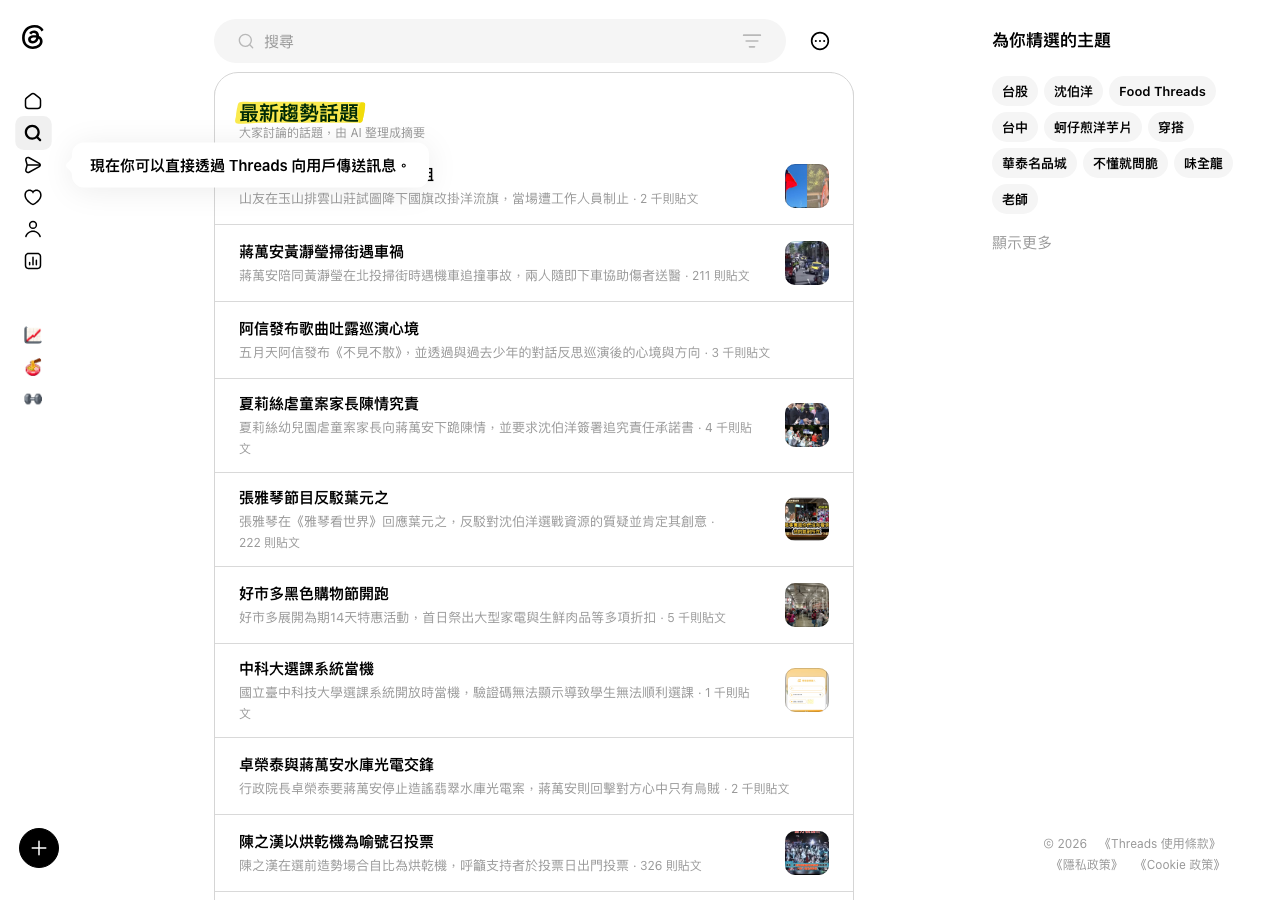 搜尋
最新趨勢話題
大家討論的話題，由 AI 整理成摘要
現在你可以直接透過 Threads 向用戶傳送訊息。
山友在玉山排雲山莊試圖降下國旗改掛洋流旗，當場遭工作人員制止 · 2 千則貼文
蔣萬安黃瀞瑩掃街遇車禍
蔣萬安陪同黃瀞瑩在北投掃街時遇機車追撞事故，兩人隨即下車協助傷者送醫 · 211 則貼文
阿信發布歌曲吐露巡演心境
五月天阿信發布《不見不散》，並透過與過去少年的對話反思巡演後的心境與方向 · 3 千則貼文
夏莉絲虐童案家長陳情究責
夏莉絲幼兒園虐童案家長向蔣萬安下跪陳情，並要求沈伯洋簽署追究責任承諾書 · 4 千則貼
文
張雅琴節目反駁葉元之
張雅琴在《雅琴看世界》回應葉元之，反駁對沈伯洋選戰資源的質疑並肯定其創意 ·
222 則貼文
好市多黑色購物節開跑
好市多展開為期14天特惠活動，首日祭出大型家電與生鮮肉品等多項折扣 · 5 千則貼文
中科大選課系統當機
國立臺中科技大學選課系統開放時當機，驗證碼無法顯示導致學生無法順利選課 · 1 千則貼
文
卓榮泰與蔣萬安水庫光電交鋒
行政院長卓榮泰要蔣萬安停止造謠翡翠水庫光電案，蔣萬安則回擊對方心中只有烏賊 · 2 千則貼文
陳之漢以烘乾機為喻號召投票
陳之漢在選前造勢場合自比為烘乾機，呼籲支持者於投票日出門投票 · 326 則貼文
為你精選的主題
台股 沈伯洋 Food Threads
台中 蚵仔煎洋芋片 穿搭
華泰名品城 不懂就問脆 味全龍
老師
顯示更多
© 2026 《Threads 使用條款》
《隱私政策》 《Cookie 政策》